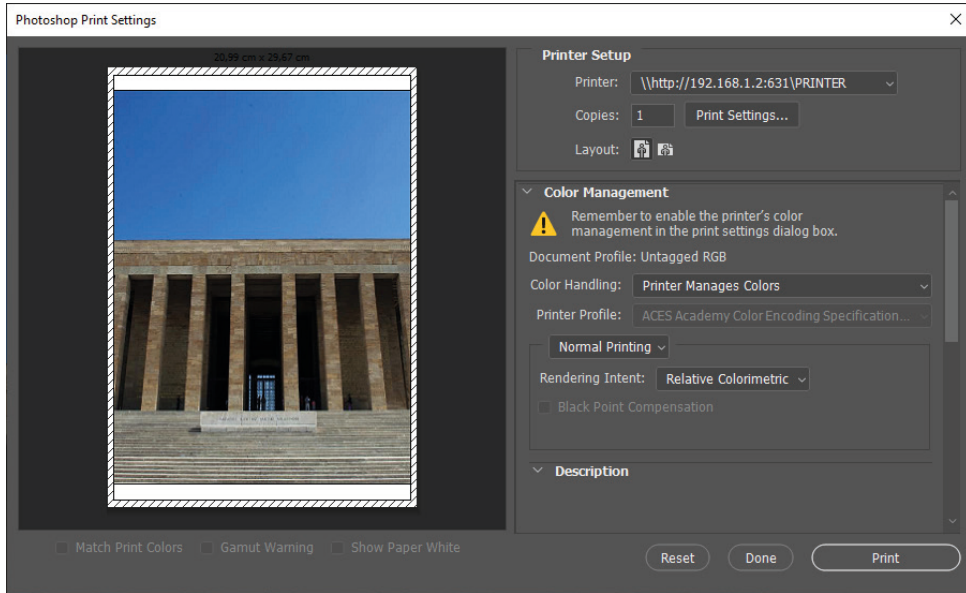 Photoshop Print Settings
20.99 cm x 29.67 cm
Printer Setup
Printer: \\http://192.168.1.2:631\PRINTER
Copies: 1 Print Settings...
Layout:
Color Management
Remember to enable the printer's color
management in the print settings dialog box.
Document Profile: Untagged RGB
Color Handling: Printer Manages Colors
Printer Profile: ACES Academy Color Encoding Specification...
Normal Printing
Rendering Intent: Relative Colorimetric
Black Point Compensation
Description
Match Print Colors Gamut Warning Show Paper White
Reset Done Print